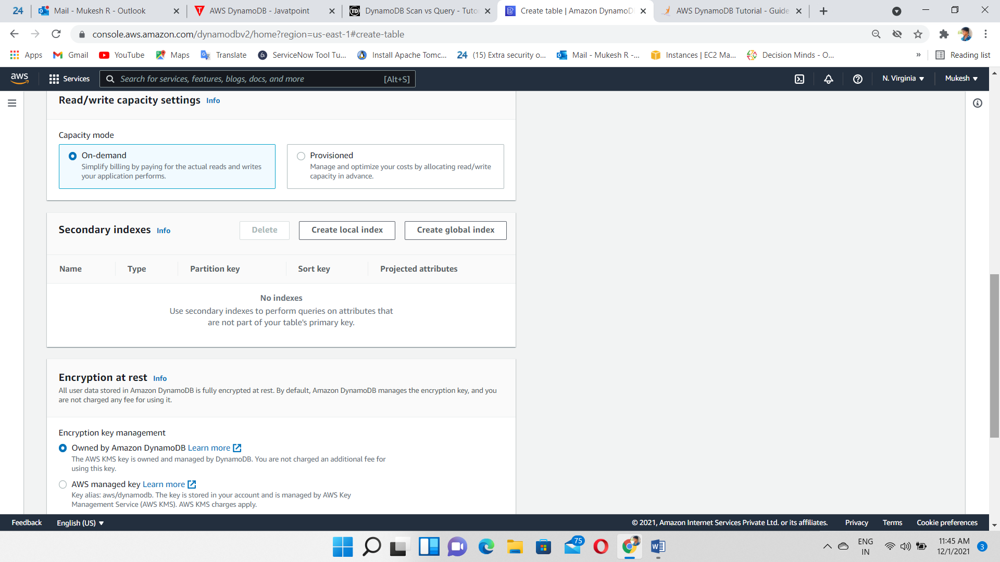 24
Mail - Mukesh R - Outlook
AWS DynamoDB - Javatpoint
TD
DynamoDB Scan vs Query - Tuto
Create table | Amazon DynamoD
AWS DynamoDB Tutorial - Guide
console.aws.amazon.com/dynamodbv2/home?region=us-east-1#create-table
Apps
Gmail
YouTube
Maps
Translate
ServiceNow Tool Tu...
Install Apache Tomc...
24 (15) Extra security o...
Mail - Mukesh R -...
Instances | EC2 Ma...
Decision Minds - O...
»
Reading list
aws
Services
Search for services, features, blogs, docs, and more
[Alt+S]
N. Virginia
Mukesh
Read/write capacity settings Info
Capacity mode
On-demand
Simplify billing by paying for the actual reads and writes
your application performs.
Provisioned
Manage and optimize your costs by allocating read/write
capacity in advance.
Secondary indexes Info
Delete
Create local index
Create global index
Name
Type
Partition key
Sort key
Projected attributes
No indexes
Use secondary indexes to perform queries on attributes that
are not part of your table's primary key.
Encryption at rest Info
All user data stored in Amazon DynamoDB is fully encrypted at rest. By default, Amazon DynamoDB manages the encryption key, and you
are not charged any fee for using it.
Encryption key management
Owned by Amazon DynamoDB Learn more
The AWS KMS key is owned and managed by DynamoDB. You are not charged an additional fee for
using this key.
AWS managed key Learn more
Key alias: aws/dynamodb. The key is stored in your account and is managed by AWS Key
Management Service (AWS KMS). AWS KMS charges apply.
Feedback
English (US)
© 2021, Amazon Internet Services Private Ltd. or its affiliates.
Privacy
Terms
Cookie preferences
75
ENG
IN
11:45 AM
12/1/2021
3